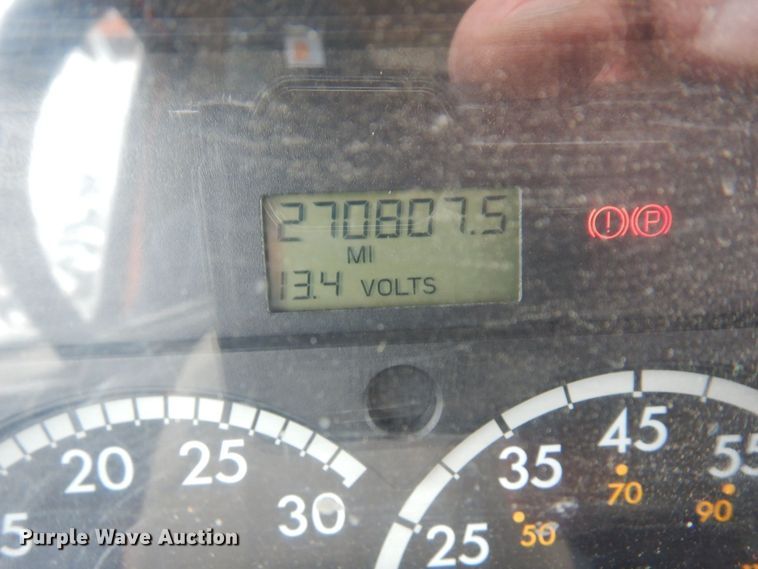 270807.5
MI
13.4 VOLTS
(!) (P)
20 25 30
25 35 45 55
50 70 90
Purple Wave Auction